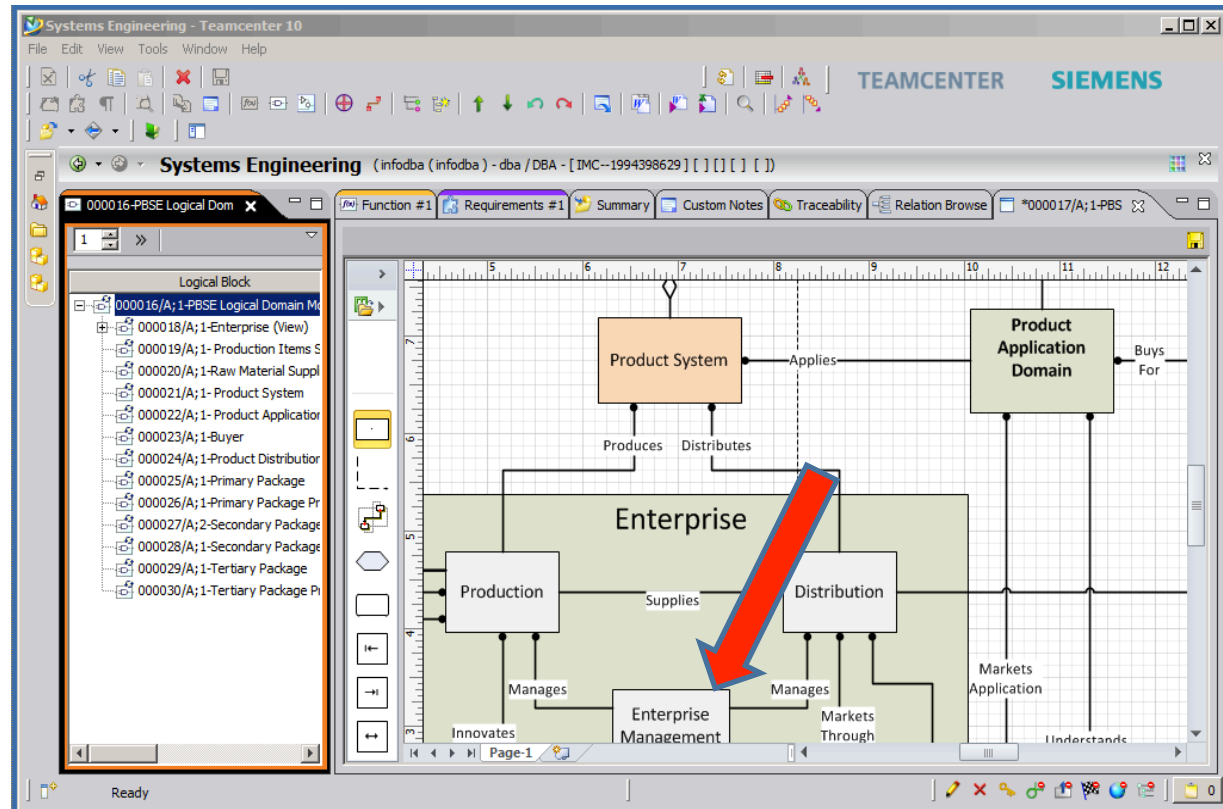 Systems Engineering - Teamcenter 10
File Edit View Tools Window Help
TEAMCENTER SIEMENS
Systems Engineering (infodba ( infodba ) - dba / DBA - [ IMC--1994398629 ] [ ] [ ] [ ] [ ])
000016-PBSE Logical Dom
Function #1 Requirements #1 Summary Custom Notes Traceability Relation Browse *000017/A;1-PBS
1 »
Logical Block
000016/A;1-PBSE Logical Domain Mo
000018/A;1-Enterprise (View)
000019/A;1- Production Items S
000020/A;1-Raw Material Suppl
000021/A;1- Product System
000022/A;1- Product Application
000023/A;1-Buyer
000024/A;1-Product Distribution
000025/A;1-Primary Package
000026/A;1-Primary Package Pr
000027/A;2-Secondary Package
000028/A;1-Secondary Package
000029/A;1-Tertiary Package
000030/A;1-Tertiary Package Pr
5 6 7 8 9 10 11 12
7
6
5
4
3
Product System
Applies
Product
Application
Domain
Buys
For
Produces Distributes
Enterprise
Production
Supplies
Distribution
Manages
Manages
Markets
Application
Enterprise
Management
Innovates
Markets
Through
Understands
Page-1
Ready
0